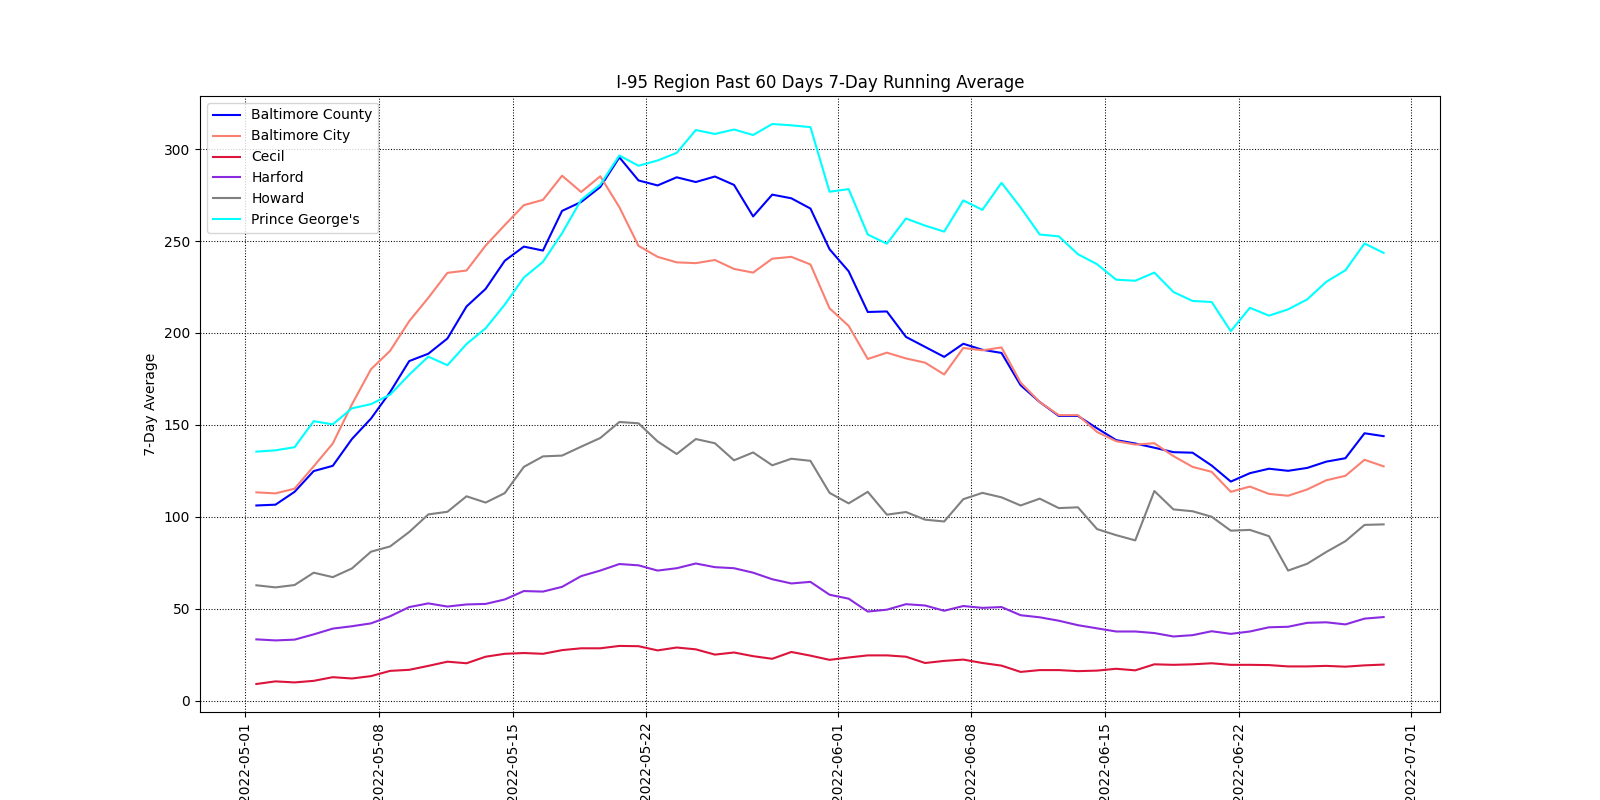 I-95 Region Past 60 Days 7-Day Running Average
Baltimore County
Baltimore City
Cecil
Harford
Howard
Prince George's
300
250
200
150
100
50
0
7-Day Average
2022-05-01
2022-05-08
2022-05-15
2022-05-22
2022-06-01
2022-06-08
2022-06-15
2022-06-22
2022-07-01